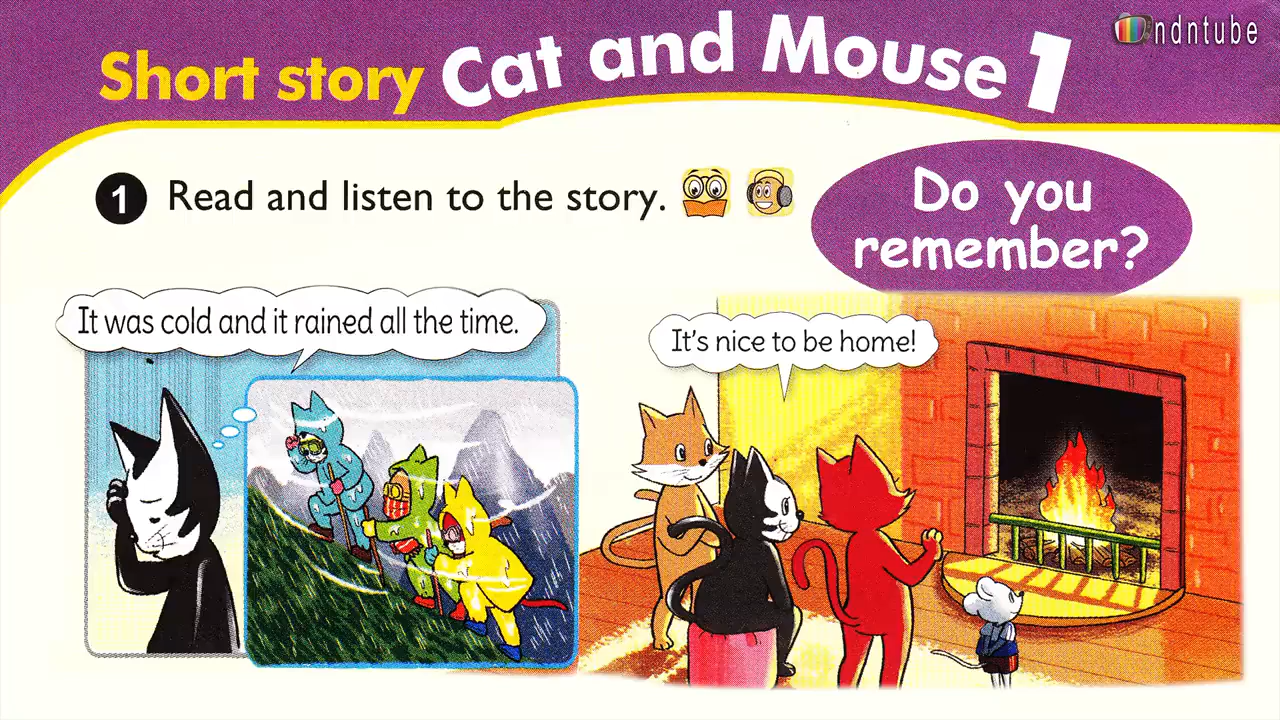 ndntube
Short story Cat and Mouse 1
1 Read and listen to the story.
Do you
remember?
It was cold and it rained all the time.
It's nice to be home!